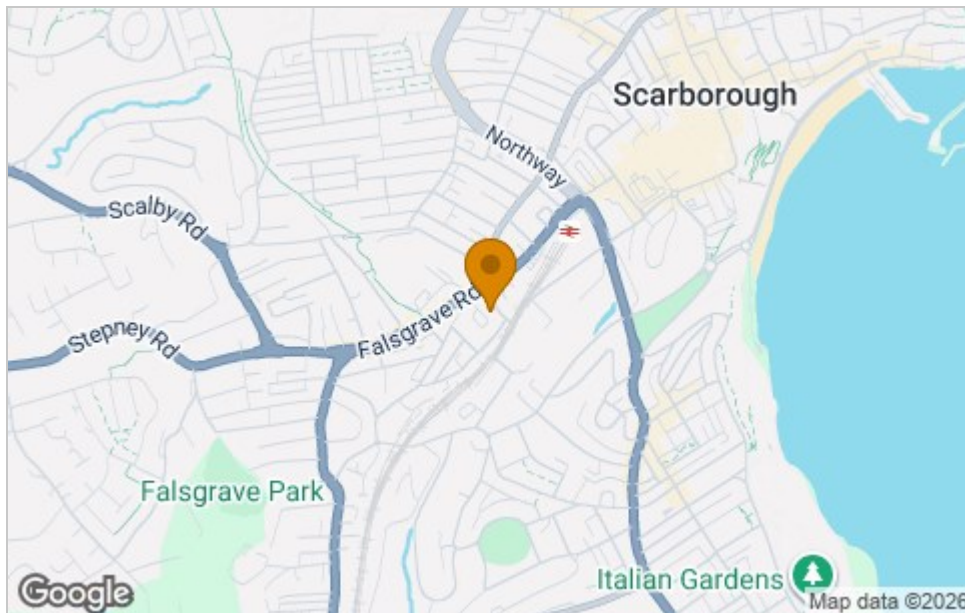 Scarborough
Northway
Scalby Rd
Falsgrave Rd
Stepney Rd
Falsgrave Park
Italian Gardens
Google
Map data ©2026